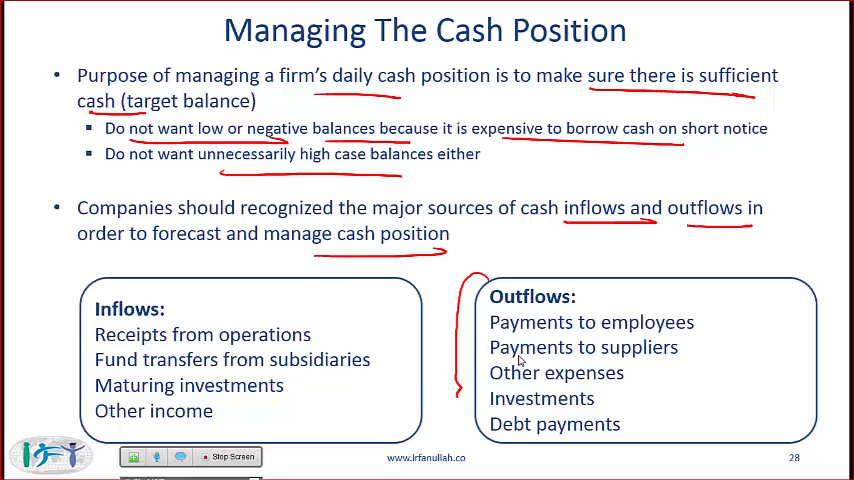 Managing The Cash Position
• Purpose of managing a firm's daily cash position is to make sure there is sufficient
cash (target balance)
▪ Do not want low or negative balances because it is expensive to borrow cash on short notice
▪ Do not want unnecessarily high case balances either
• Companies should recognized the major sources of cash inflows and outflows in
order to forecast and manage cash position
Inflows:
Receipts from operations
Fund transfers from subsidiaries
Maturing investments
Other income
Outflows:
Payments to employees
Payments to suppliers
Other expenses
Investments
Debt payments
IFT
Stop Screen
www.irfanullah.co
28